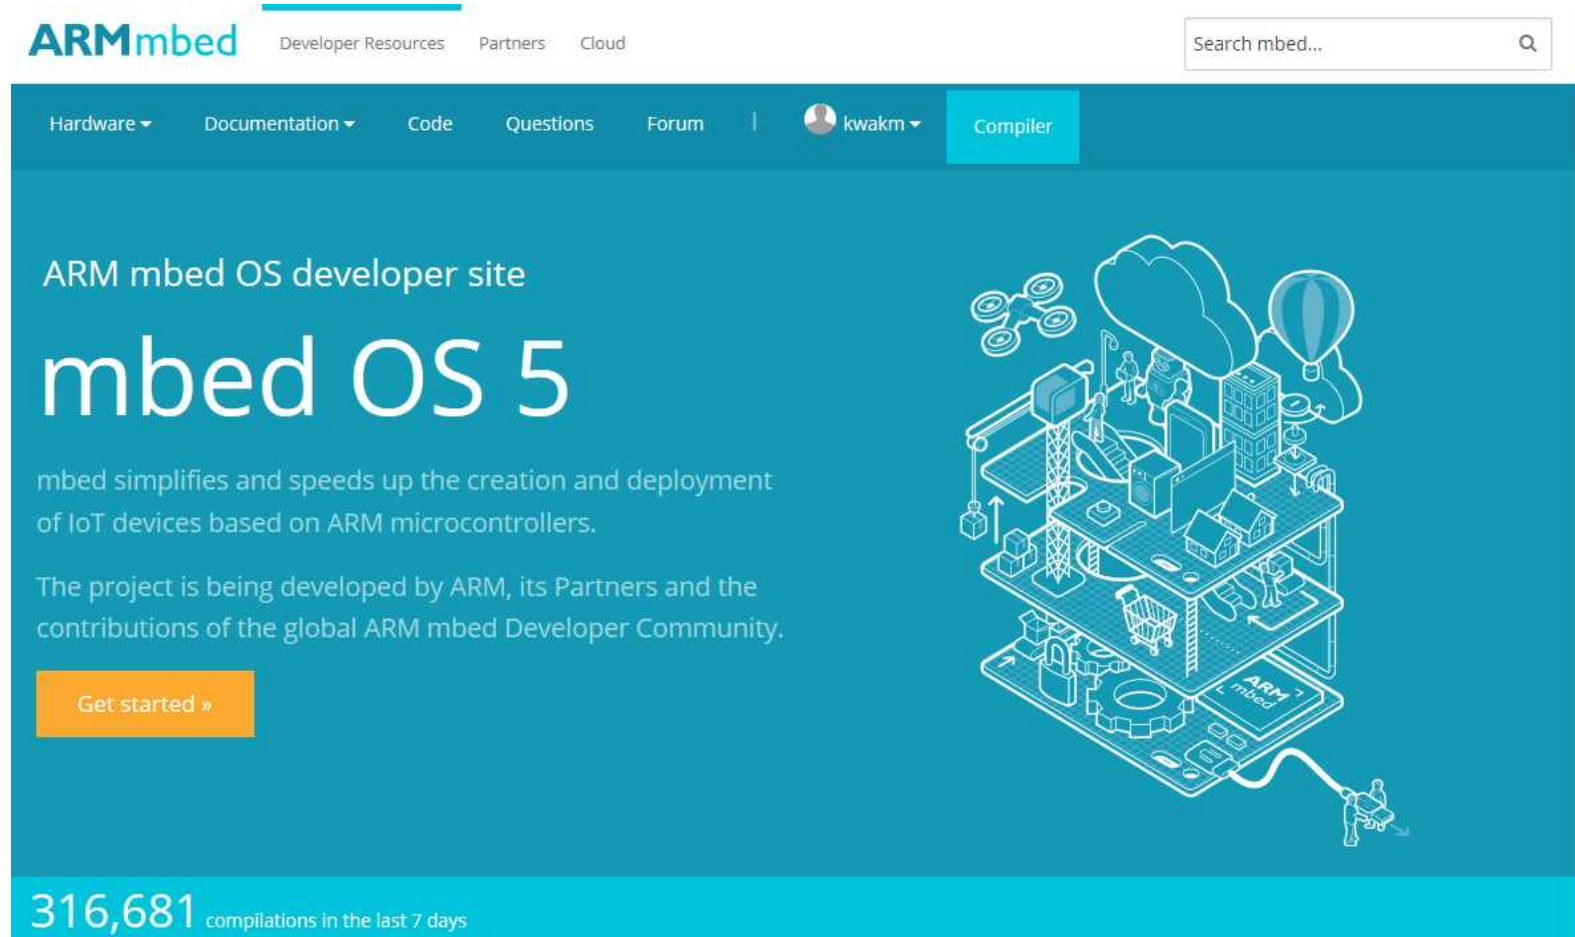 ARMmbed Developer Resources Partners Cloud Search mbed...
Hardware Documentation Code Questions Forum | kwakm Compiler
ARM mbed OS developer site
mbed OS 5
mbed simplifies and speeds up the creation and deployment
of IoT devices based on ARM microcontrollers.
The project is being developed by ARM, its Partners and the
contributions of the global ARM mbed Developer Community.
Get started »
ARM
mbed
316,681 compilations in the last 7 days